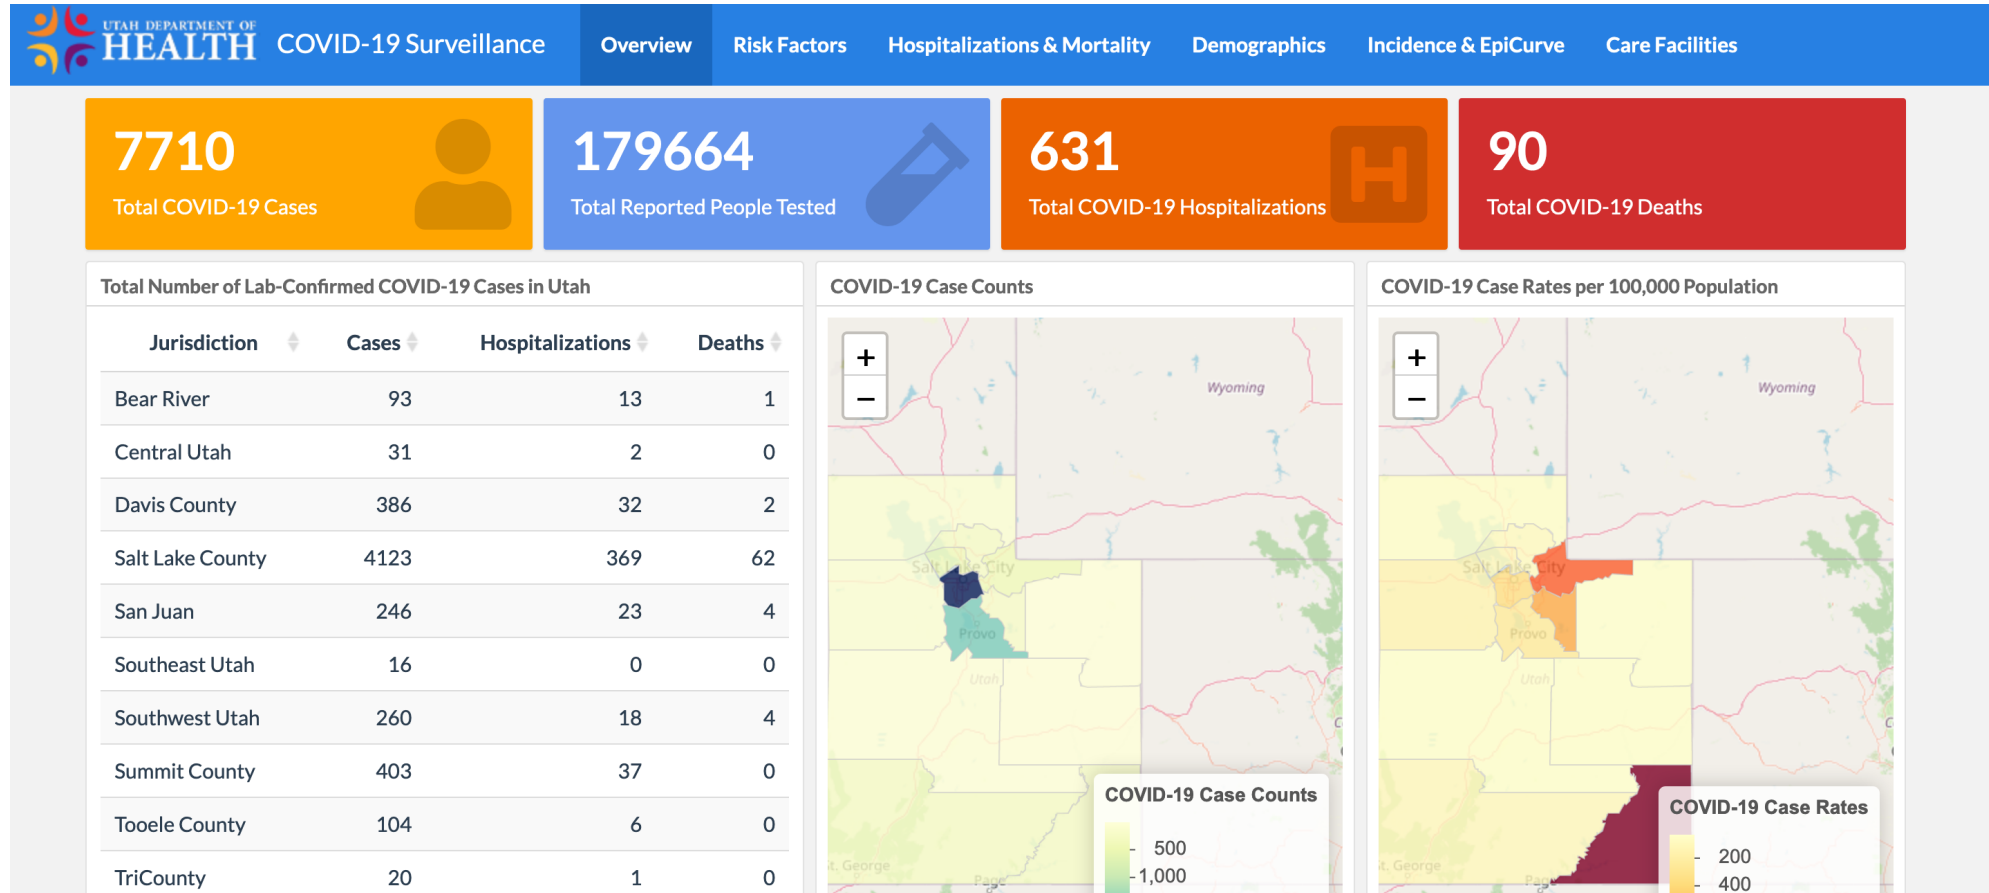 UTAH DEPARTMENT OF
HEALTH
COVID-19 Surveillance
Overview
Risk Factors
Hospitalizations & Mortality
Demographics
Incidence & EpiCurve
Care Facilities
7710
Total COVID-19 Cases
179664
Total Reported People Tested
631
Total COVID-19 Hospitalizations
H
90
Total COVID-19 Deaths
Total Number of Lab-Confirmed COVID-19 Cases in Utah
Jurisdiction Cases Hospitalizations Deaths
Bear River 93 13 1
Central Utah 31 2 0
Davis County 386 32 2
Salt Lake County 4123 369 62
San Juan 246 23 4
Southeast Utah 16 0 0
Southwest Utah 260 18 4
Summit County 403 37 0
Tooele County 104 6 0
TriCounty 20 1 0
COVID-19 Case Counts
+
−
Wyoming
Salt Lake City
Provo
Utah
St. George
Page
COVID-19 Case Counts
500
1,000
COVID-19 Case Rates per 100,000 Population
+
−
Wyoming
Salt Lake City
Provo
Utah
St. George
Page
COVID-19 Case Rates
200
400